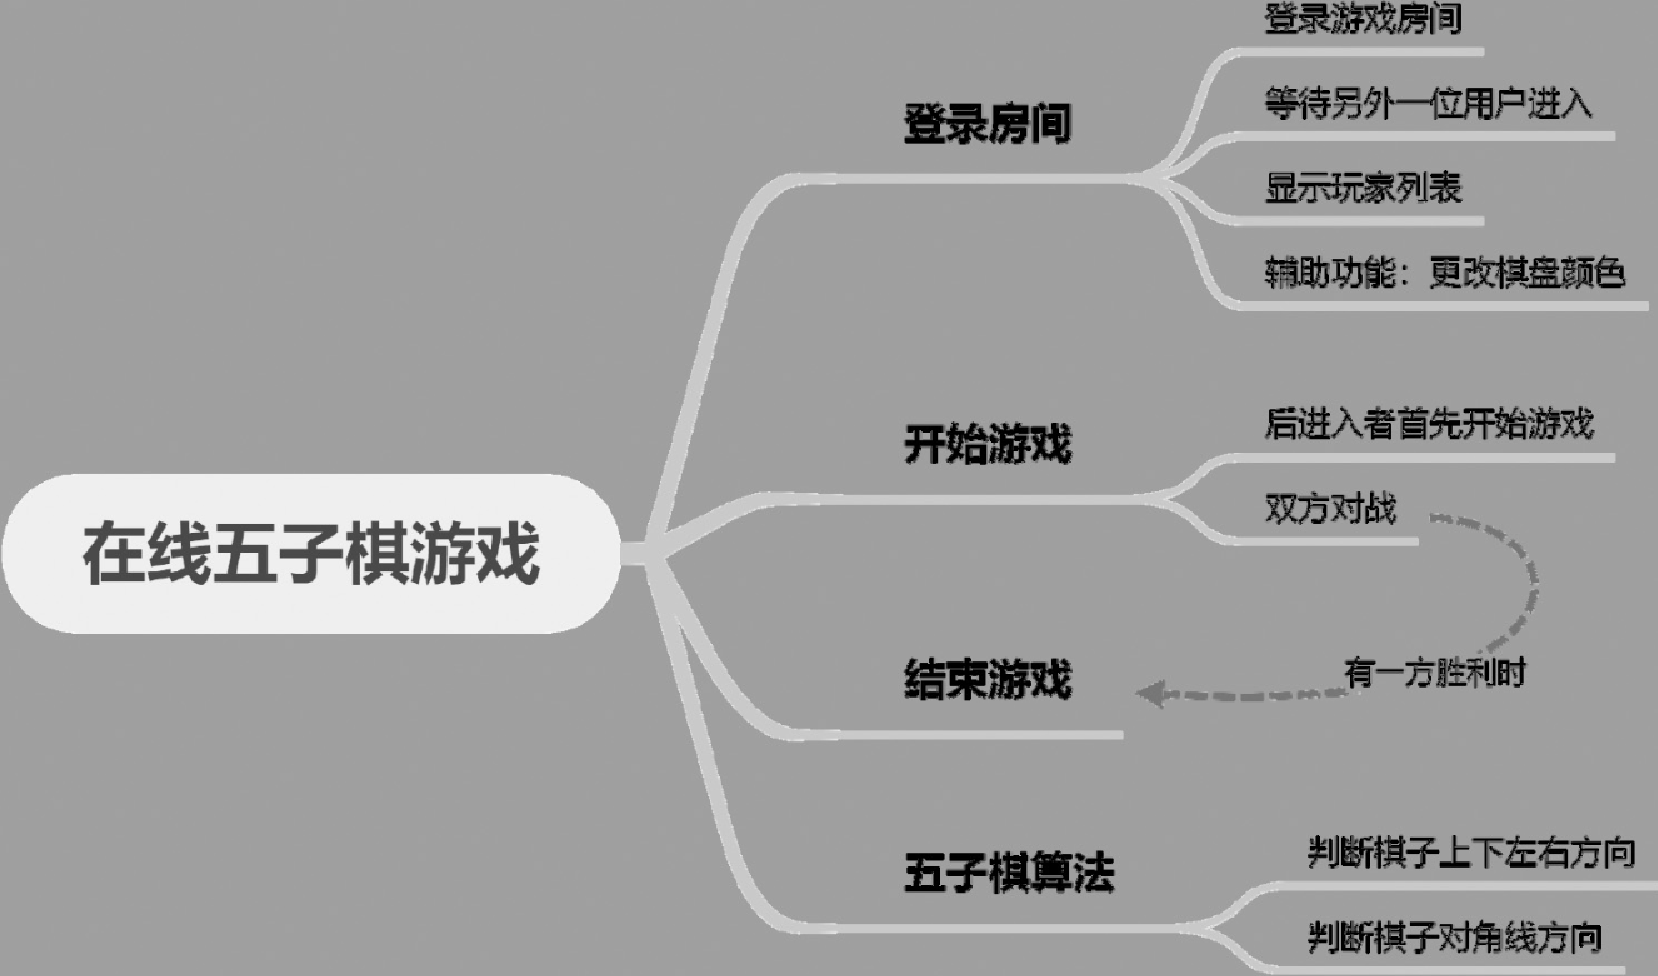 在线五子棋游戏
登录房间
登录游戏房间
等待另外一位用户进入
显示玩家列表
辅助功能：更改棋盘颜色
开始游戏
后进入者首先开始游戏
双方对战
有一方胜利时
结束游戏
五子棋算法
判断棋子上下左右方向
判断棋子对角线方向